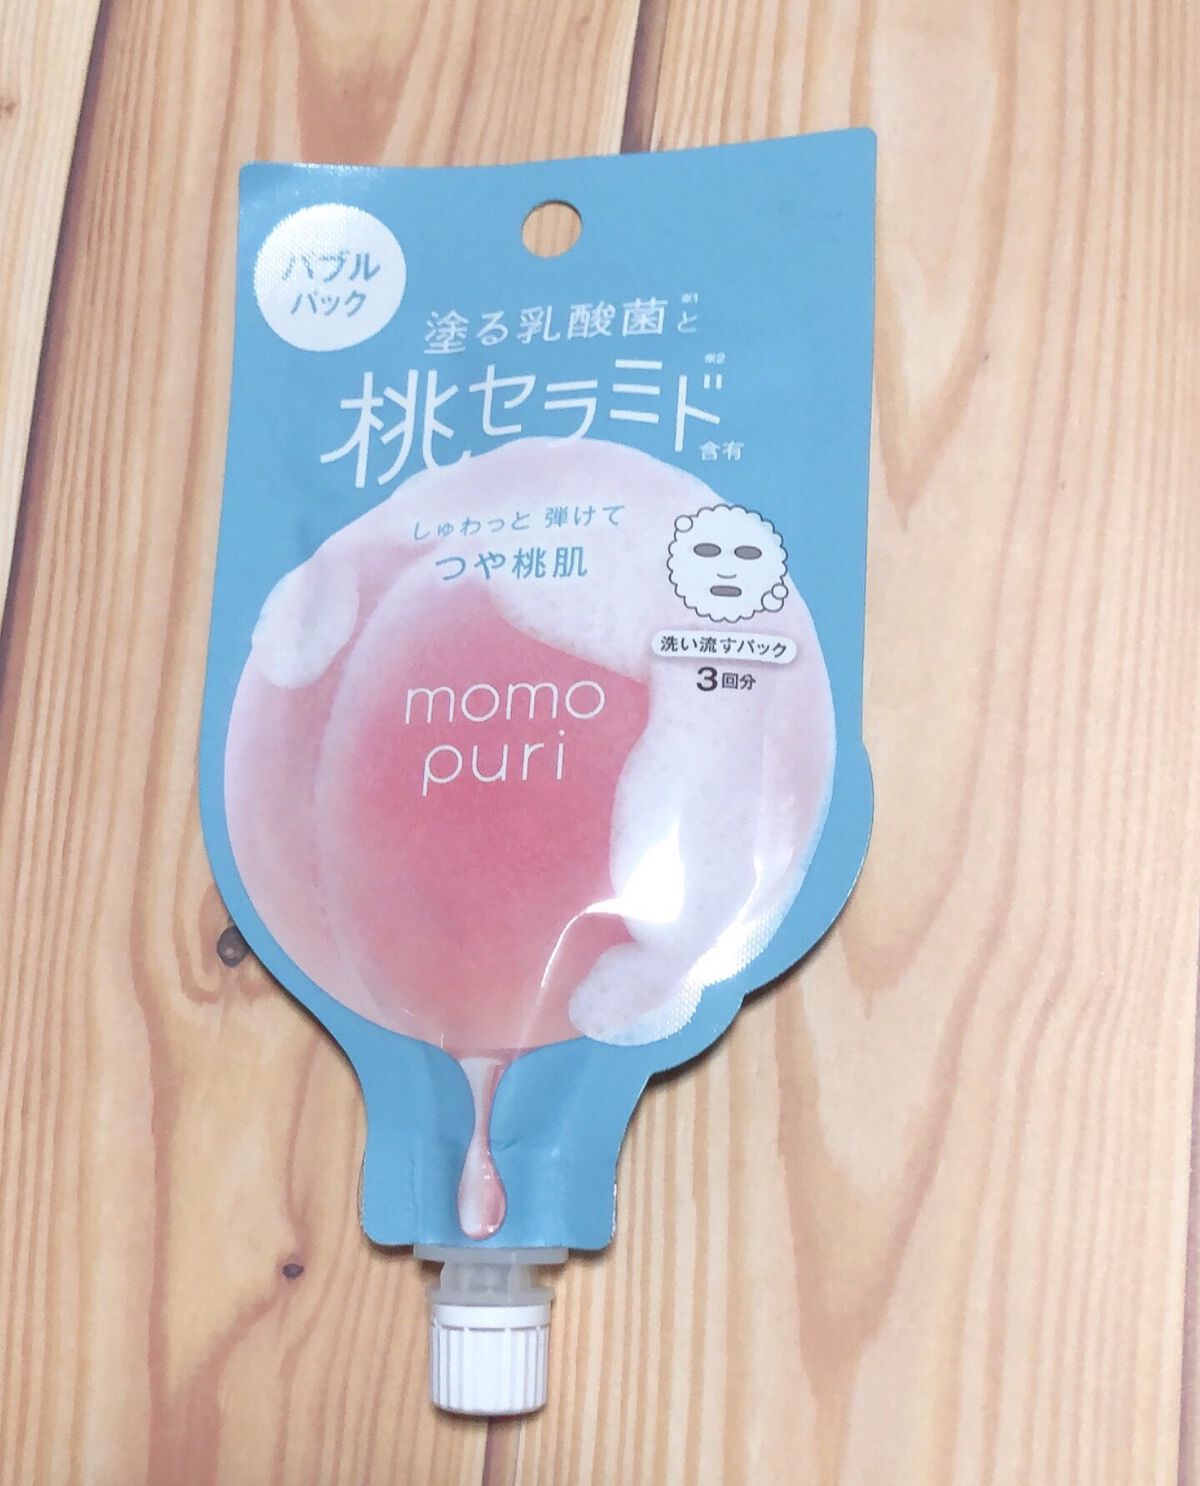 バブル
パック
塗る乳酸菌※1と
桃セラミド※2含有
しゅわっと 弾けて
つや桃肌
洗い流すパック
3回分
momo
puri